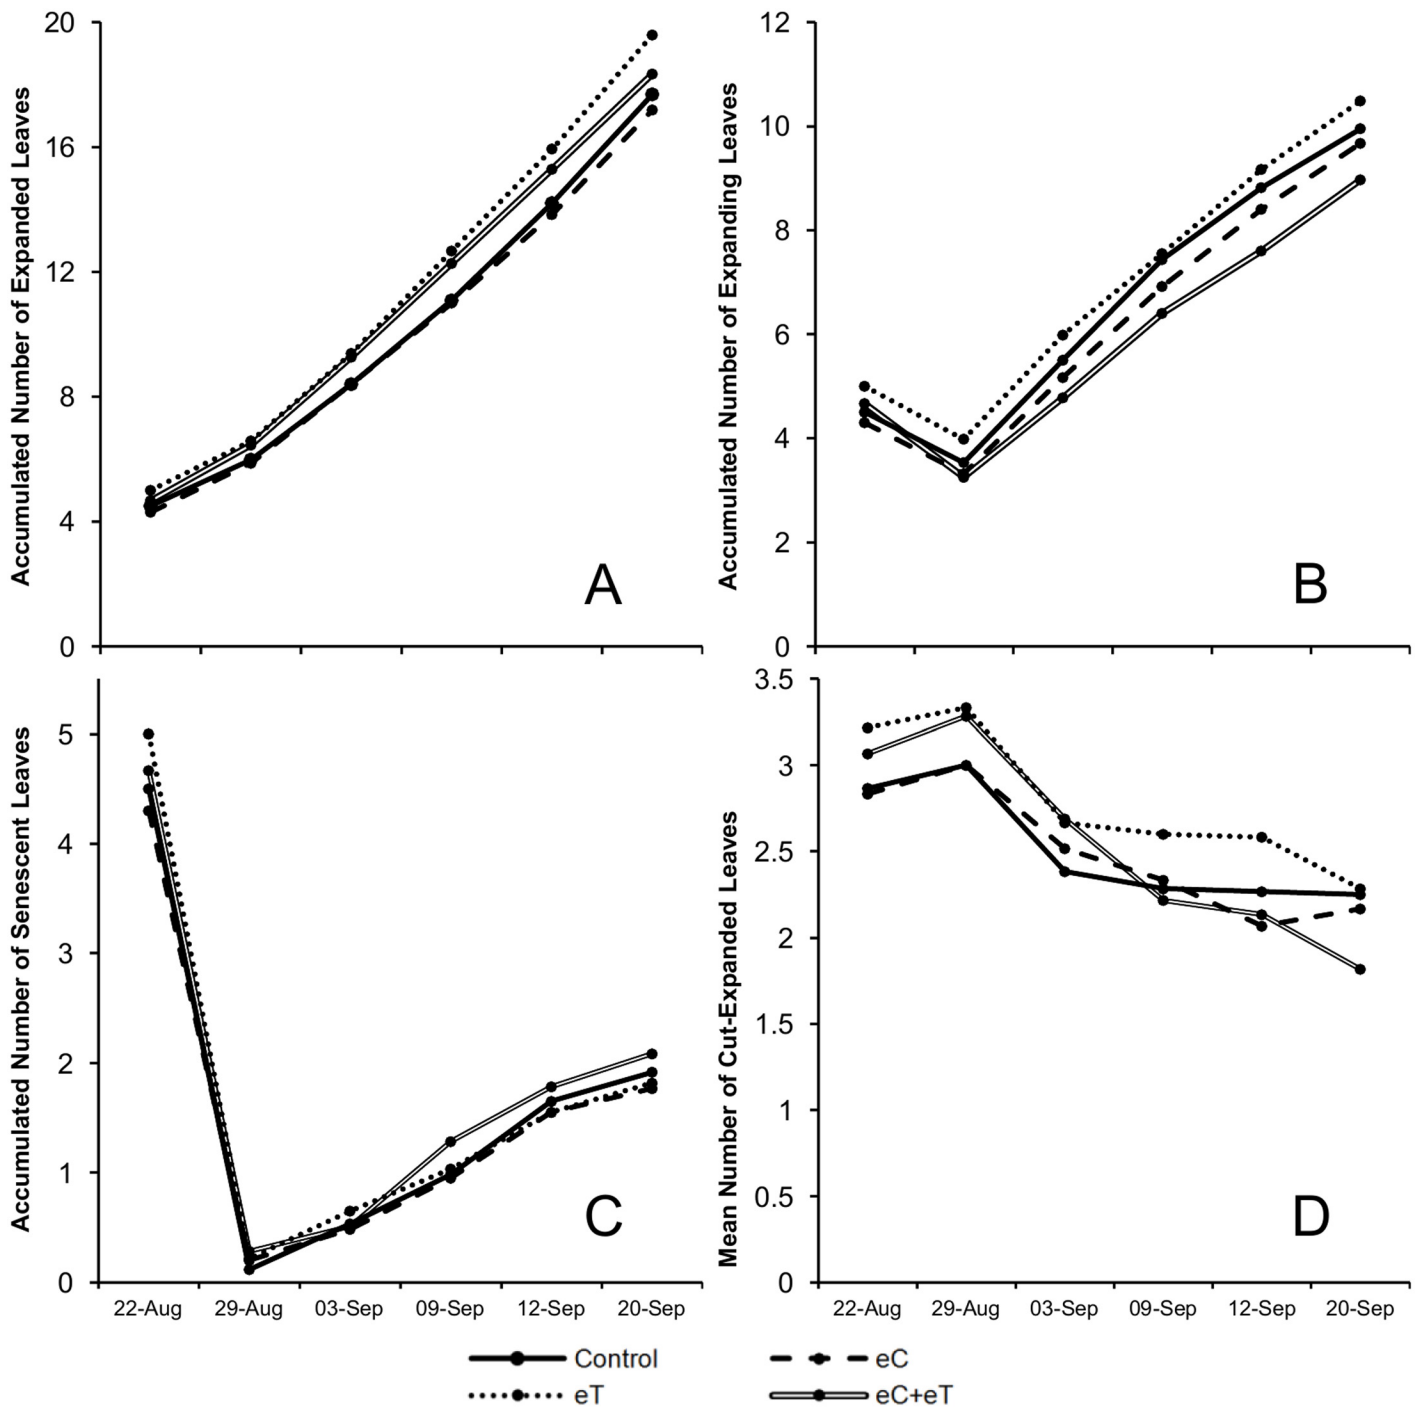 Accumulated Number of Expanded Leaves
20
16
12
8
4
0
A
Accumulated Number of Expanding Leaves
12
10
8
6
4
2
0
B
Accumulated Number of Senescent Leaves
5
4
3
2
1
0
C
22-Aug 29-Aug 03-Sep 09-Sep 12-Sep 20-Sep
Mean Number of Cut-Expanded Leaves
3.5
3
2.5
2
1.5
1
0.5
0
D
22-Aug 29-Aug 03-Sep 09-Sep 12-Sep 20-Sep
Control eC
eT eC+eT